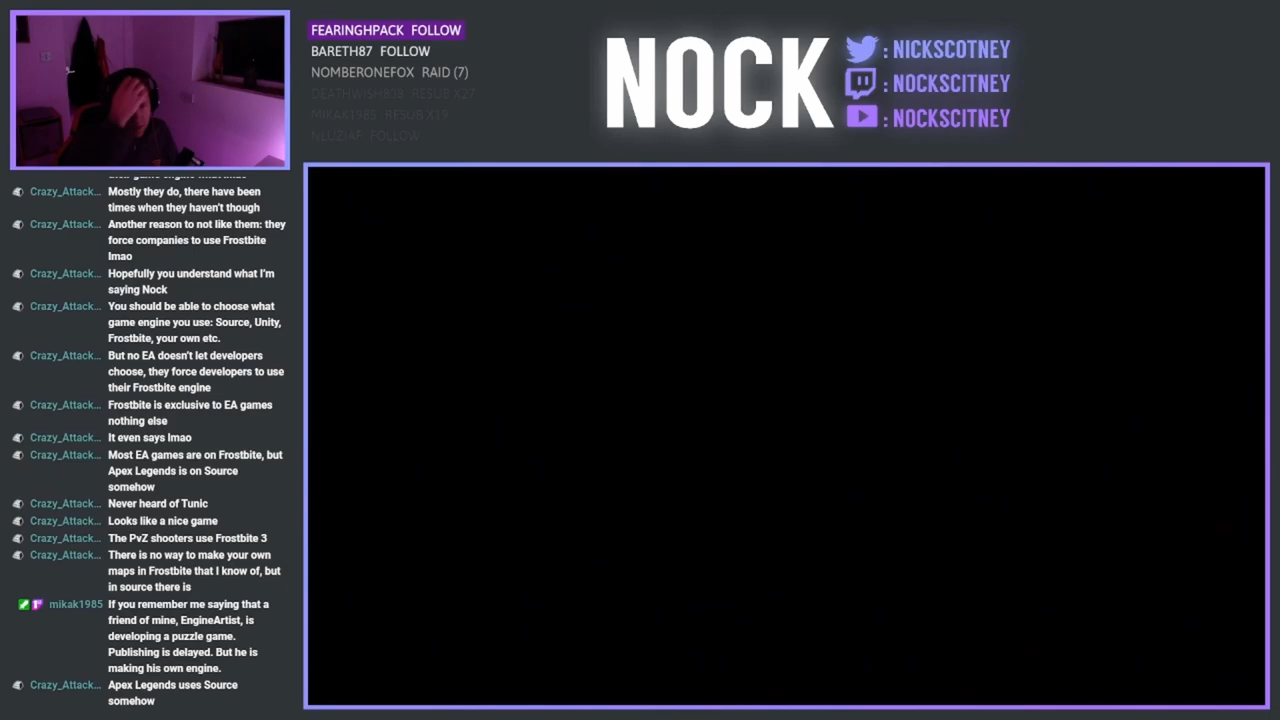 FEARINGHPACK FOLLOW
BARETH87 FOLLOW
NOMBERONEFOX RAID (7)
DEATHWISH808 RESUB X27
MIKAK1985 RESUB X19
NLUZIAF FOLLOW
NOCK
: NICKSCOTNEY
: NOCKSCITNEY
: NOCKSCITNEY
Crazy_Attack... Mostly they do, there have been
times when they haven't though
Crazy_Attack... Another reason to not like them: they
force companies to use Frostbite
lmao
Crazy_Attack... Hopefully you understand what I'm
saying Nock
Crazy_Attack... You should be able to choose what
game engine you use: Source, Unity,
Frostbite, your own etc.
Crazy_Attack... But no EA doesn't let developers
choose, they force developers to use
their Frostbite engine
Crazy_Attack... Frostbite is exclusive to EA games
nothing else
Crazy_Attack... It even says lmao
Crazy_Attack... Most EA games are on Frostbite, but
Apex Legends is on Source
somehow
Crazy_Attack... Never heard of Tunic
Crazy_Attack... Looks like a nice game
Crazy_Attack... The PvZ shooters use Frostbite 3
Crazy_Attack... There is no way to make your own
maps in Frostbite that I know of, but
in source there is
mikak1985 If you remember me saying that a
friend of mine, EngineArtist, is
developing a puzzle game.
Publishing is delayed. But he is
making his own engine.
Crazy_Attack... Apex Legends uses Source
somehow